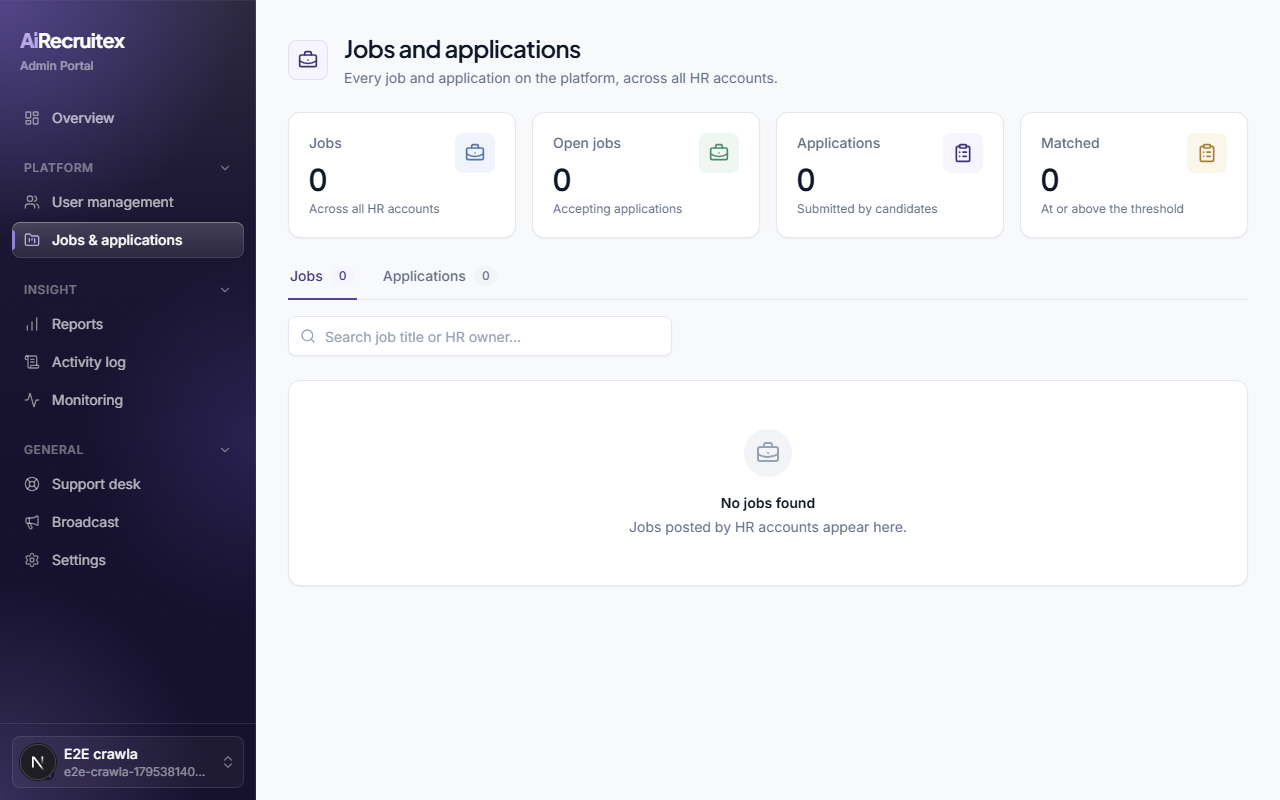 AiRecruitex
Admin Portal
Overview
PLATFORM
User management
Jobs & applications
INSIGHT
Reports
Activity log
Monitoring
GENERAL
Support desk
Broadcast
Settings
N
E2E crawla
e2e-crawla-179538140...
Jobs and applications
Every job and application on the platform, across all HR accounts.
Jobs
0
Across all HR accounts
Open jobs
0
Accepting applications
Applications
0
Submitted by candidates
Matched
0
At or above the threshold
Jobs 0
Applications 0
Search job title or HR owner...
No jobs found
Jobs posted by HR accounts appear here.